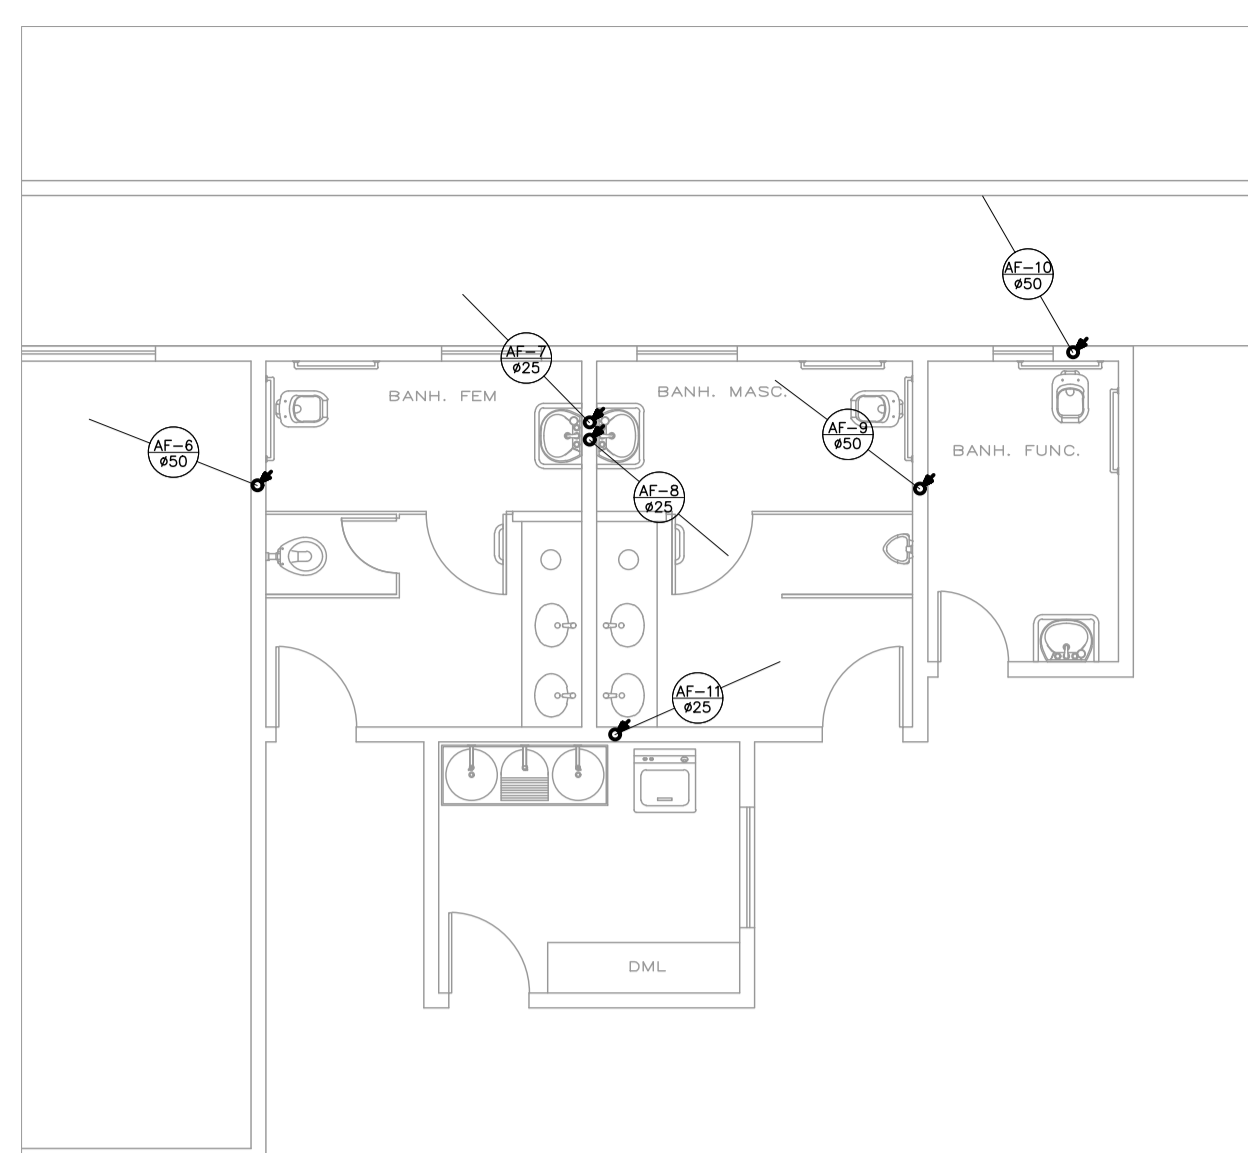 AF-10
ø50
AF-7
ø25
BANH. FEM
BANH. MASC.
AF-6
ø50
AF-9
ø50
BANH. FUNC.
AF-8
ø25
AF-11
ø25
DML